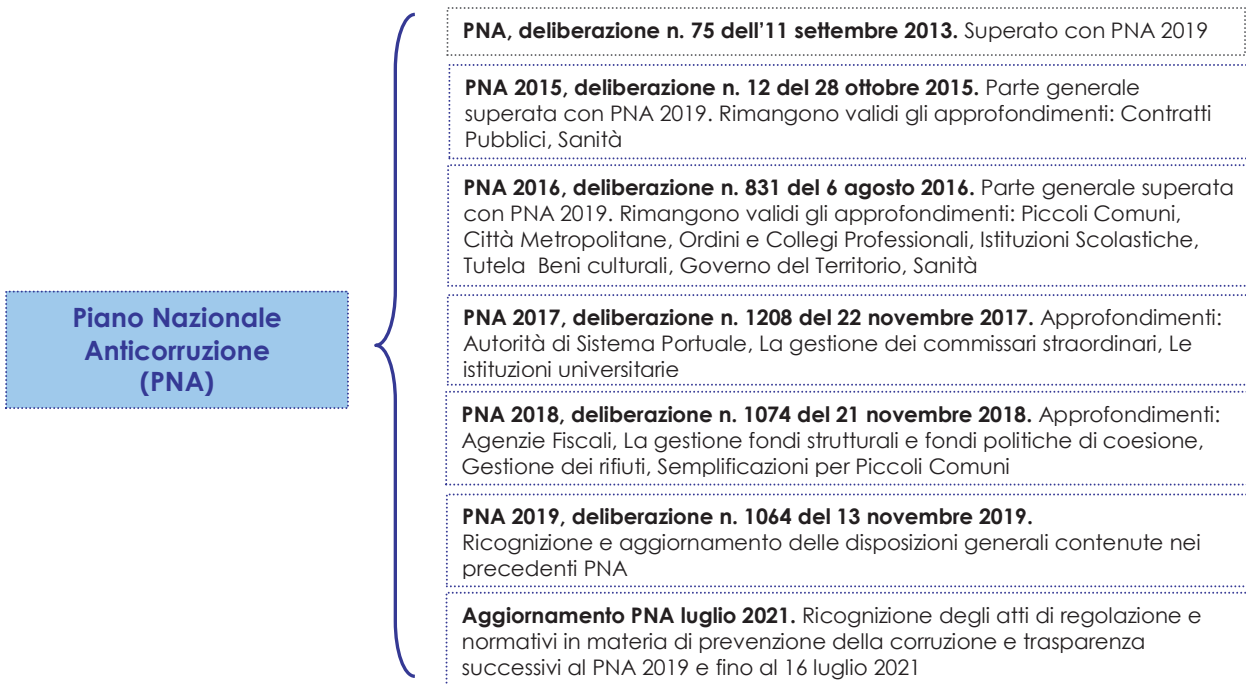 Piano Nazionale
Anticorruzione
(PNA)
PNA, deliberazione n. 75 dell'11 settembre 2013. Superato con PNA 2019
PNA 2015, deliberazione n. 12 del 28 ottobre 2015. Parte generale
superata con PNA 2019. Rimangono validi gli approfondimenti: Contratti
Pubblici, Sanità
PNA 2016, deliberazione n. 831 del 6 agosto 2016. Parte generale superata
con PNA 2019. Rimangono validi gli approfondimenti: Piccoli Comuni,
Città Metropolitane, Ordini e Collegi Professionali, Istituzioni Scolastiche,
Tutela Beni culturali, Governo del Territorio, Sanità
PNA 2017, deliberazione n. 1208 del 22 novembre 2017. Approfondimenti:
Autorità di Sistema Portuale, La gestione dei commissari straordinari, Le
istituzioni universitarie
PNA 2018, deliberazione n. 1074 del 21 novembre 2018. Approfondimenti:
Agenzie Fiscali, La gestione fondi strutturali e fondi politiche di coesione,
Gestione dei rifiuti, Semplificazioni per Piccoli Comuni
PNA 2019, deliberazione n. 1064 del 13 novembre 2019.
Ricognizione e aggiornamento delle disposizioni generali contenute nei
precedenti PNA
Aggiornamento PNA luglio 2021. Ricognizione degli atti di regolazione e
normativi in materia di prevenzione della corruzione e trasparenza
successivi al PNA 2019 e fino al 16 luglio 2021